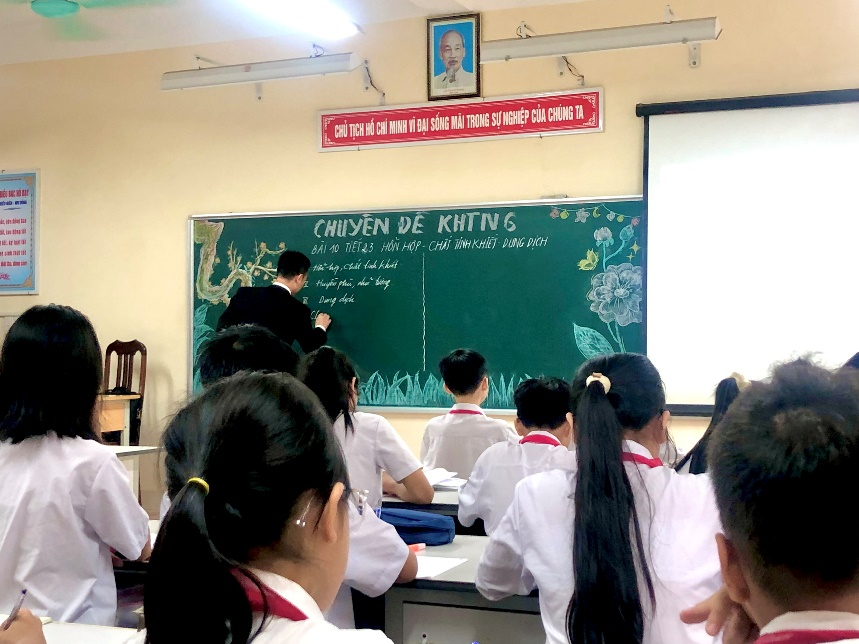 CHỦ TỊCH HỒ CHÍ MINH VĨ ĐẠI SỐNG MÃI TRONG SỰ NGHIỆP CỦA CHÚNG TA
CHUYÊN ĐỀ KHTN 6
BÀI 10 TIẾT 23 HỖN HỢP - CHẤT TINH KHIẾT - DUNG DỊCH
Hỗn hợp, chất tinh khiết
Huyền phù, nhũ tương
Dung dịch